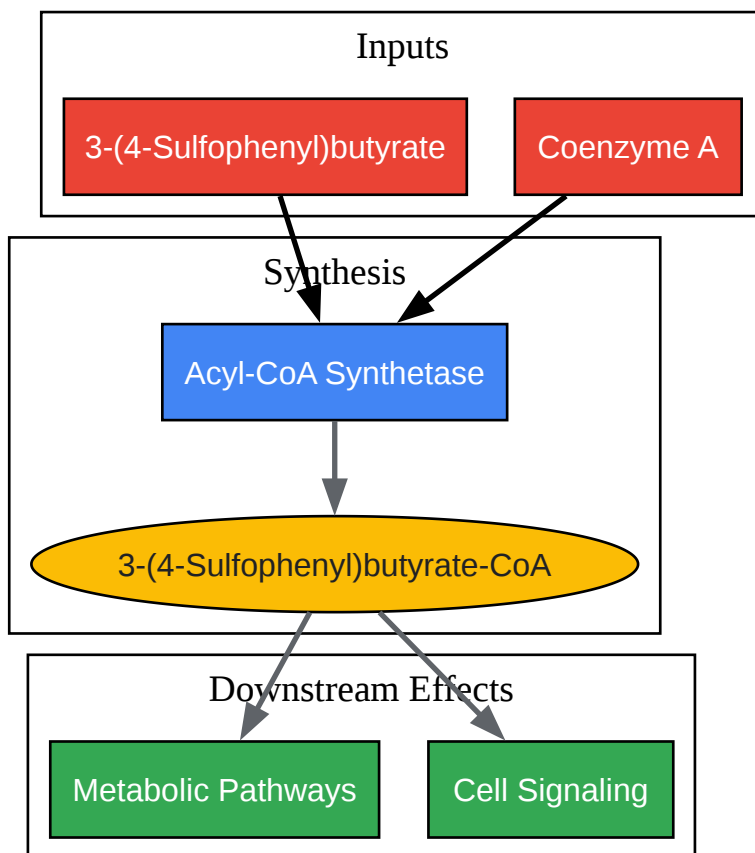 Inputs
3-(4-Sulfophenyl)butyrate
Coenzyme A
Synthesis
Acyl-CoA Synthetase
3-(4-Sulfophenyl)butyrate-CoA
Downstream Effects
Metabolic Pathways
Cell Signaling